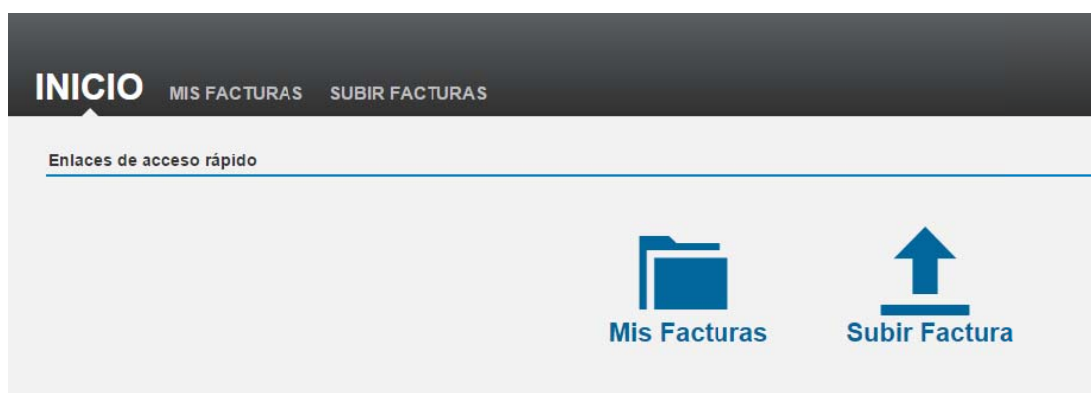 INICIO MIS FACTURAS SUBIR FACTURAS
Enlaces de acceso rápido
Mis Facturas Subir Factura